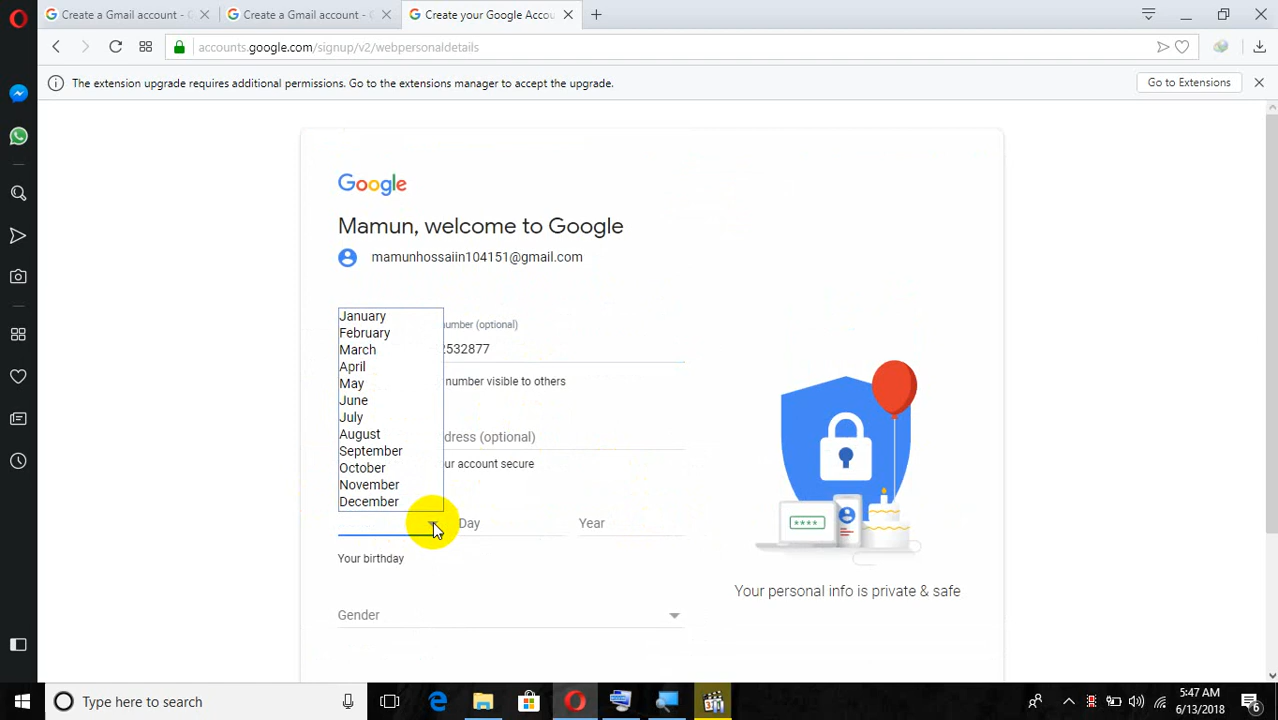 Create a Gmail account - G
Create a Gmail account - G
Create your Google Accou
accounts.google.com/signup/v2/webpersonaldetails
The extension upgrade requires additional permissions. Go to the extensions manager to accept the upgrade.
Go to Extensions
Google
Mamun, welcome to Google
mamunhossaiin104151@gmail.com
January
February
March
April
May
June
July
August
September
October
November
December
umber (optional)
2532877
number visible to others
dress (optional)
ur account secure
Day
Year
Your birthday
Gender
****
Your personal info is private & safe
Type here to search
5:47 AM
6/13/2018
6